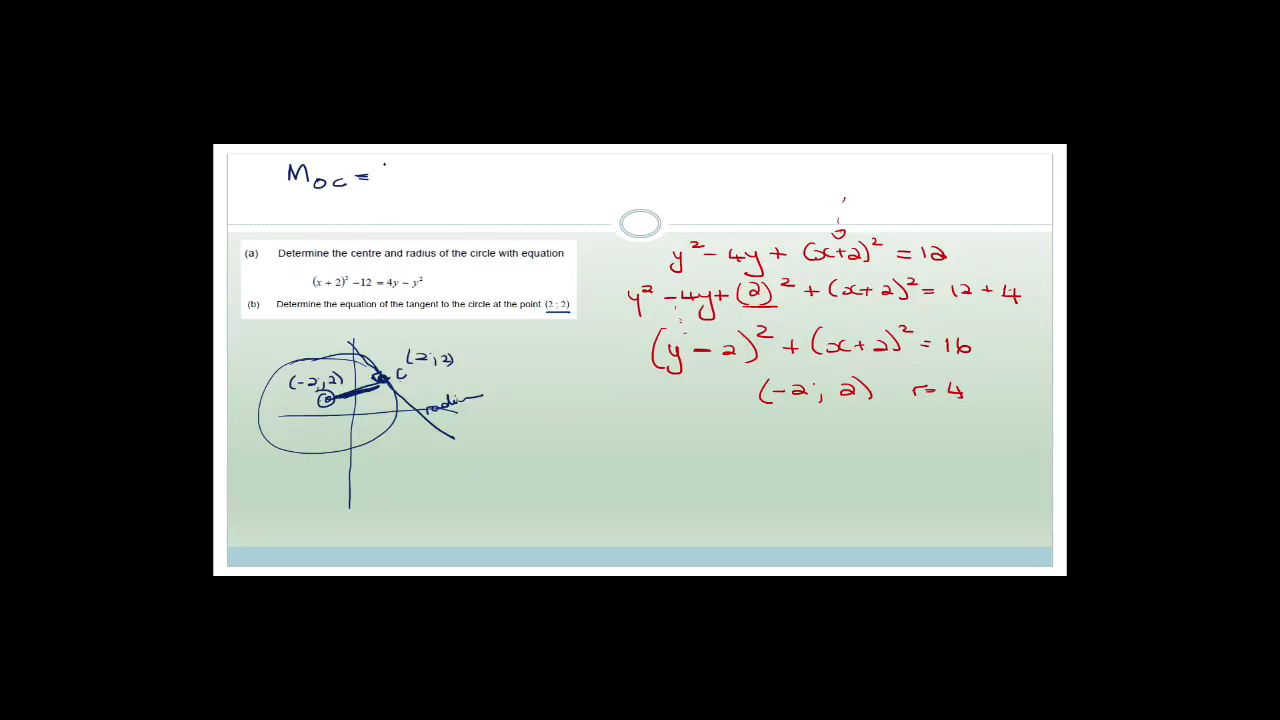 M_OC =
(a) Determine the centre and radius of the circle with equation
(x + 2)² −12 = 4y − y²
(b) Determine the equation of the tangent to the circle at the point (2 ; 2)
(2 ; 2)
C
(-2 ; 2)
radiu
y² − 4y + (x+2)² = 12
y² − 4y + (2)² + (x+2)² = 12 + 4
(y − 2)² + (x+2)² = 16
(−2 ; 2) r = 4